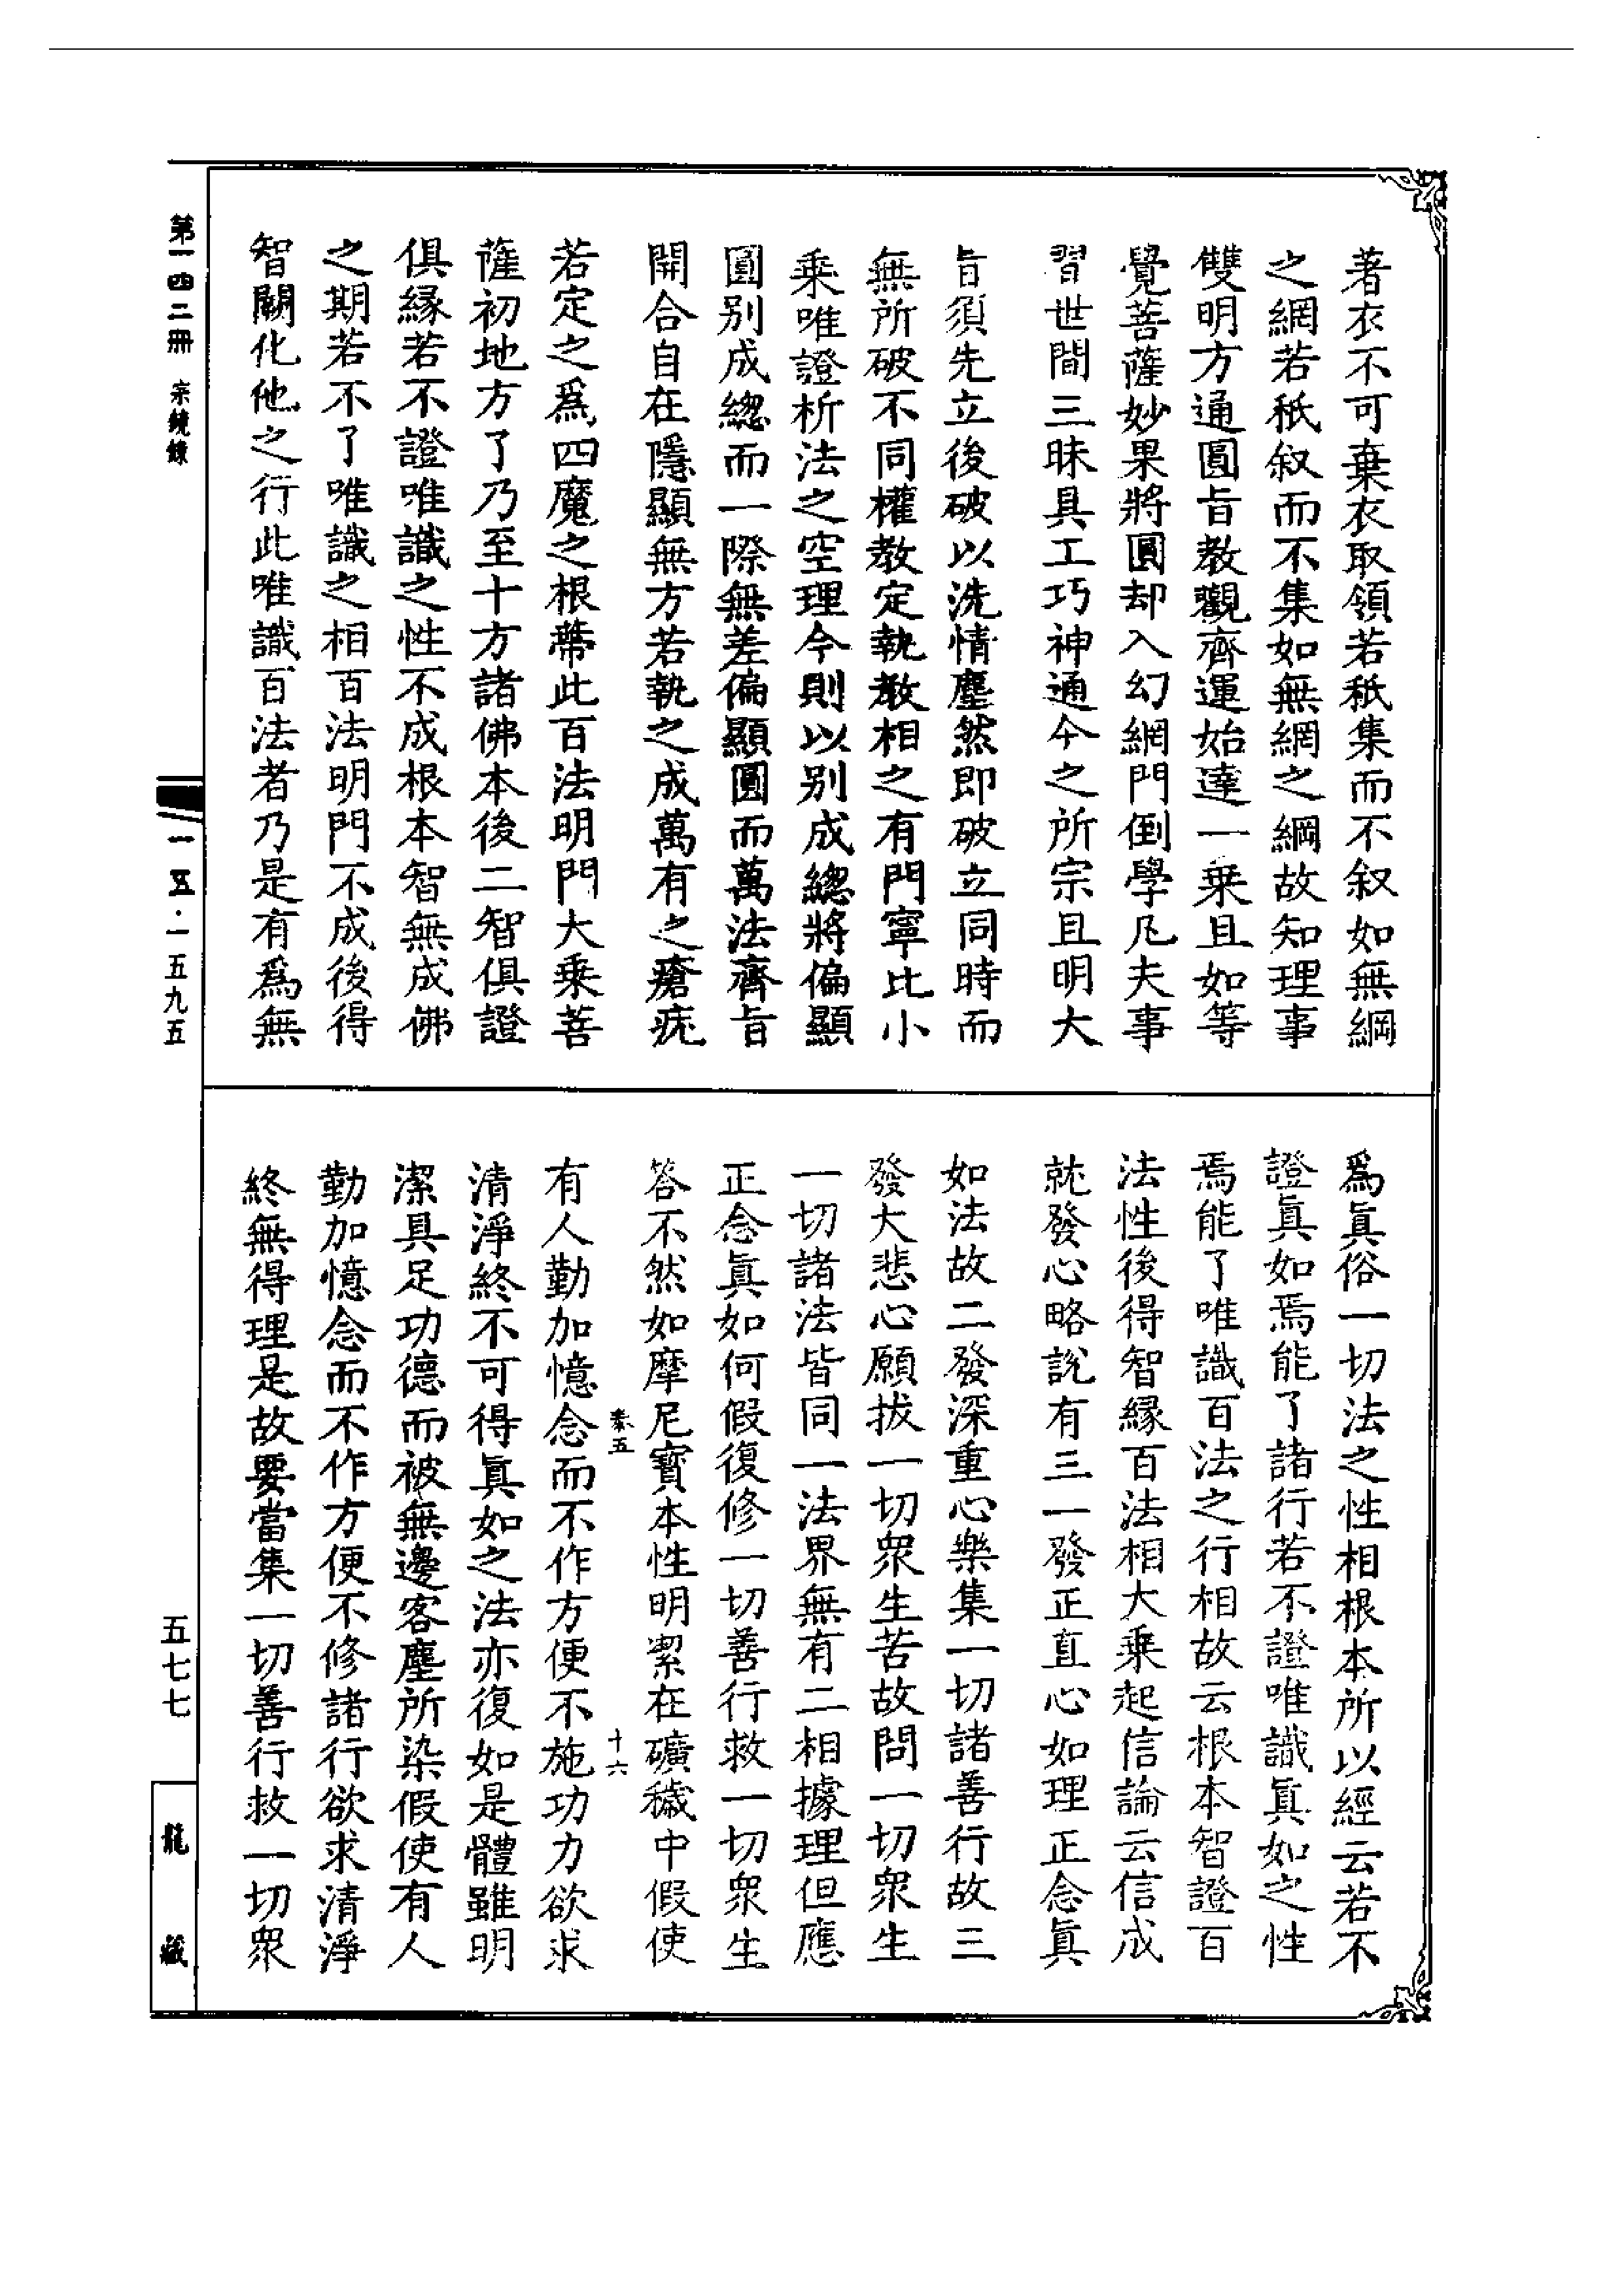 著衣不可棄衣取領若秖集而不叙如無綱
之網若秖叙而不集如無網之綱故知理事
雙明方通圓旨教觀齊運始達一乗且如等
覺菩薩妙果將圓却入幻網門倒學凡夫事
習世間三昧具工巧神通今之所宗且明大
旨須先立後破以洗情塵然即破立同時而
無所破不同權教定執教相之有門寧比小
乗唯證析法之空理今則以别成緫將偏顯
圓别成緫而一際無差偏顯圓而萬法齊旨
開合自在隱顯無方若執之成萬有之瘡疣
若定之爲四魔之根蔕此百法明門大乗菩
薩初地方了乃至十方諸佛本後二智俱證
俱縁若不證唯識之性不成根本智無成佛
之期若不了唯識之相百法明門不成後得
智闕化他之行此唯識百法者乃是有爲無
爲眞俗一切法之性相根本所以經云若不
證眞如焉能了諸行若不證唯識眞如之性
焉能了唯識百法之行相故云根本智證百
法性後得智縁百法相大乗起信論云信成
就發心略說有三一發正直心如理正念眞
如法故二發深重心樂集一切諸善行故三
發大悲心願拔一切衆生苦故問一切衆生
一切諸法皆同一法界無有二相據理但應
正念眞如何假復修一切善行救一切衆生
答不然如摩尼寳本性明潔在礦穢中假使
有人勤加憶念而不作方便不施功力欲求
清淨終不可得眞如之法亦復如是體雖明
潔具足功德而被無邊客塵所染假使有人
勤加憶念而不作方便不修諸行欲求清淨
終無得理是故要當集一切善行救一切衆
十六
第一四二冊 宗鏡錄
一五·一五九五
五七七
龍藏